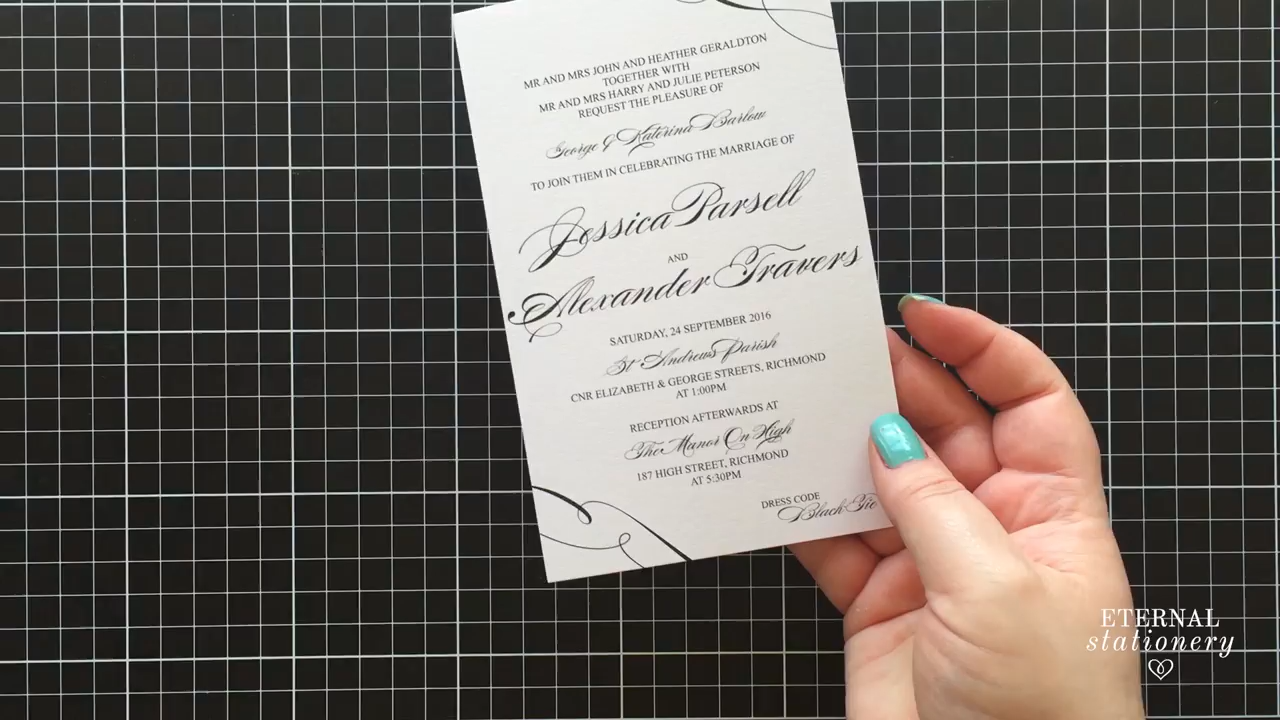 MR AND MRS JOHN AND HEATHER GERALDTON
TOGETHER WITH
MR AND MRS HARRY AND JULIE PETERSON
REQUEST THE PLEASURE OF
George & Katerina Barlow
TO JOIN THEM IN CELEBRATING THE MARRIAGE OF
Jessica Parsell
AND
Alexander Travers
SATURDAY, 24 SEPTEMBER 2016
St Andrews Parish
CNR ELIZABETH & GEORGE STREETS, RICHMOND
AT 1:00PM
RECEPTION AFTERWARDS AT
The Manor On High
187 HIGH STREET, RICHMOND
AT 5:30PM
DRESS CODE
Black Tie
ETERNAL
stationery